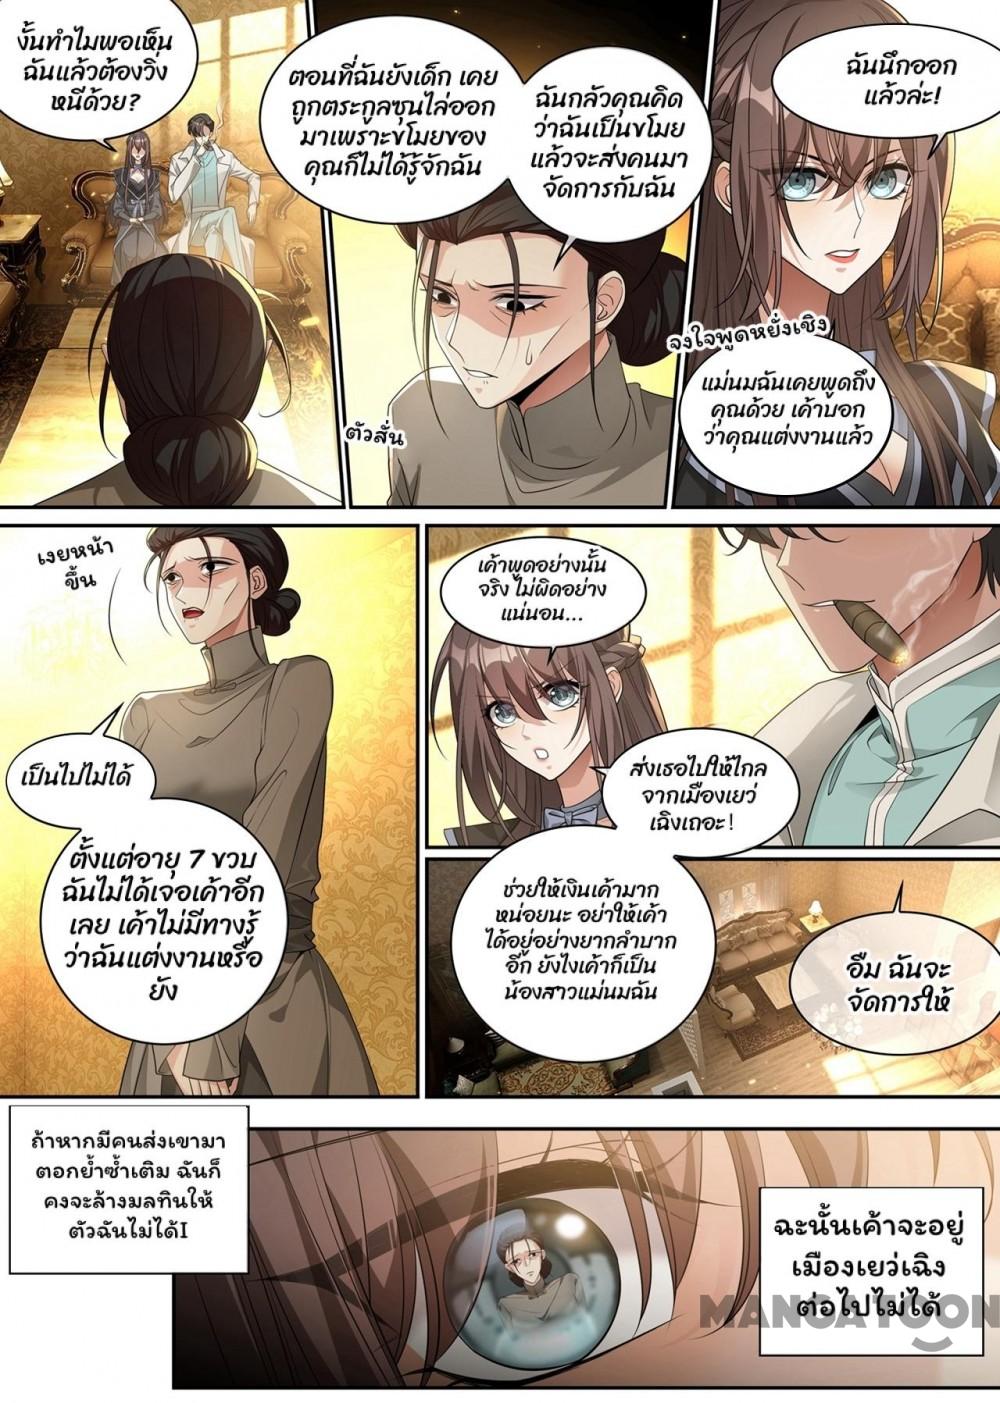 งั้นทำไมพอเห็น
ฉันแล้วต้องวิ่ง
หนีด้วย?
ตอนที่ฉันยังเด็ก เคย
ถูกตระกูลซุนไล่ออก
มาเพราะขโมยของ
คุณก็ไม่ได้รู้จักฉัน
ฉันกลัวคุณคิด
ว่าฉันเป็นขโมย
แล้วจะส่งคนมา
จัดการกับฉัน
ตัวสั่น
ฉันนึกออก
แล้วล่ะ!
จงใจพูดหยั่งเชิง
แม่นมฉันเคยพูดถึง
คุณด้วย เค้าบอก
ว่าคุณแต่งงานแล้ว
เงยหน้า
ขึ้น
เป็นไปไม่ได้
ตั้งแต่อายุ 7 ขวบ
ฉันไม่ได้เจอเค้าอีก
เลย เค้าไม่มีทางรู้
ว่าฉันแต่งงานหรือ
ยัง
เค้าพูดอย่างนั้น
จริง ไม่ผิดอย่าง
แน่นอน...
ส่งเธอไปให้ไกล
จากเมืองเยว่
เฉิงเถอะ!
ช่วยให้เงินเค้ามาก
หน่อยนะ อย่าให้เค้า
ได้อยู่อย่างยากลำบาก
อีก ยังไงเค้าก็เป็น
น้องสาวแม่นมฉัน
อืม ฉันจะ
จัดการให้
ถ้าหากมีคนส่งเขามา
ตอกย้ำซ้ำเติม ฉันก็
คงจะล้างมลทินให้
ตัวฉันไม่ได้I
ฉะนั้นเค้าจะอยู่
เมืองเยว่เฉิง
ต่อไปไม่ได้
MANGATOON